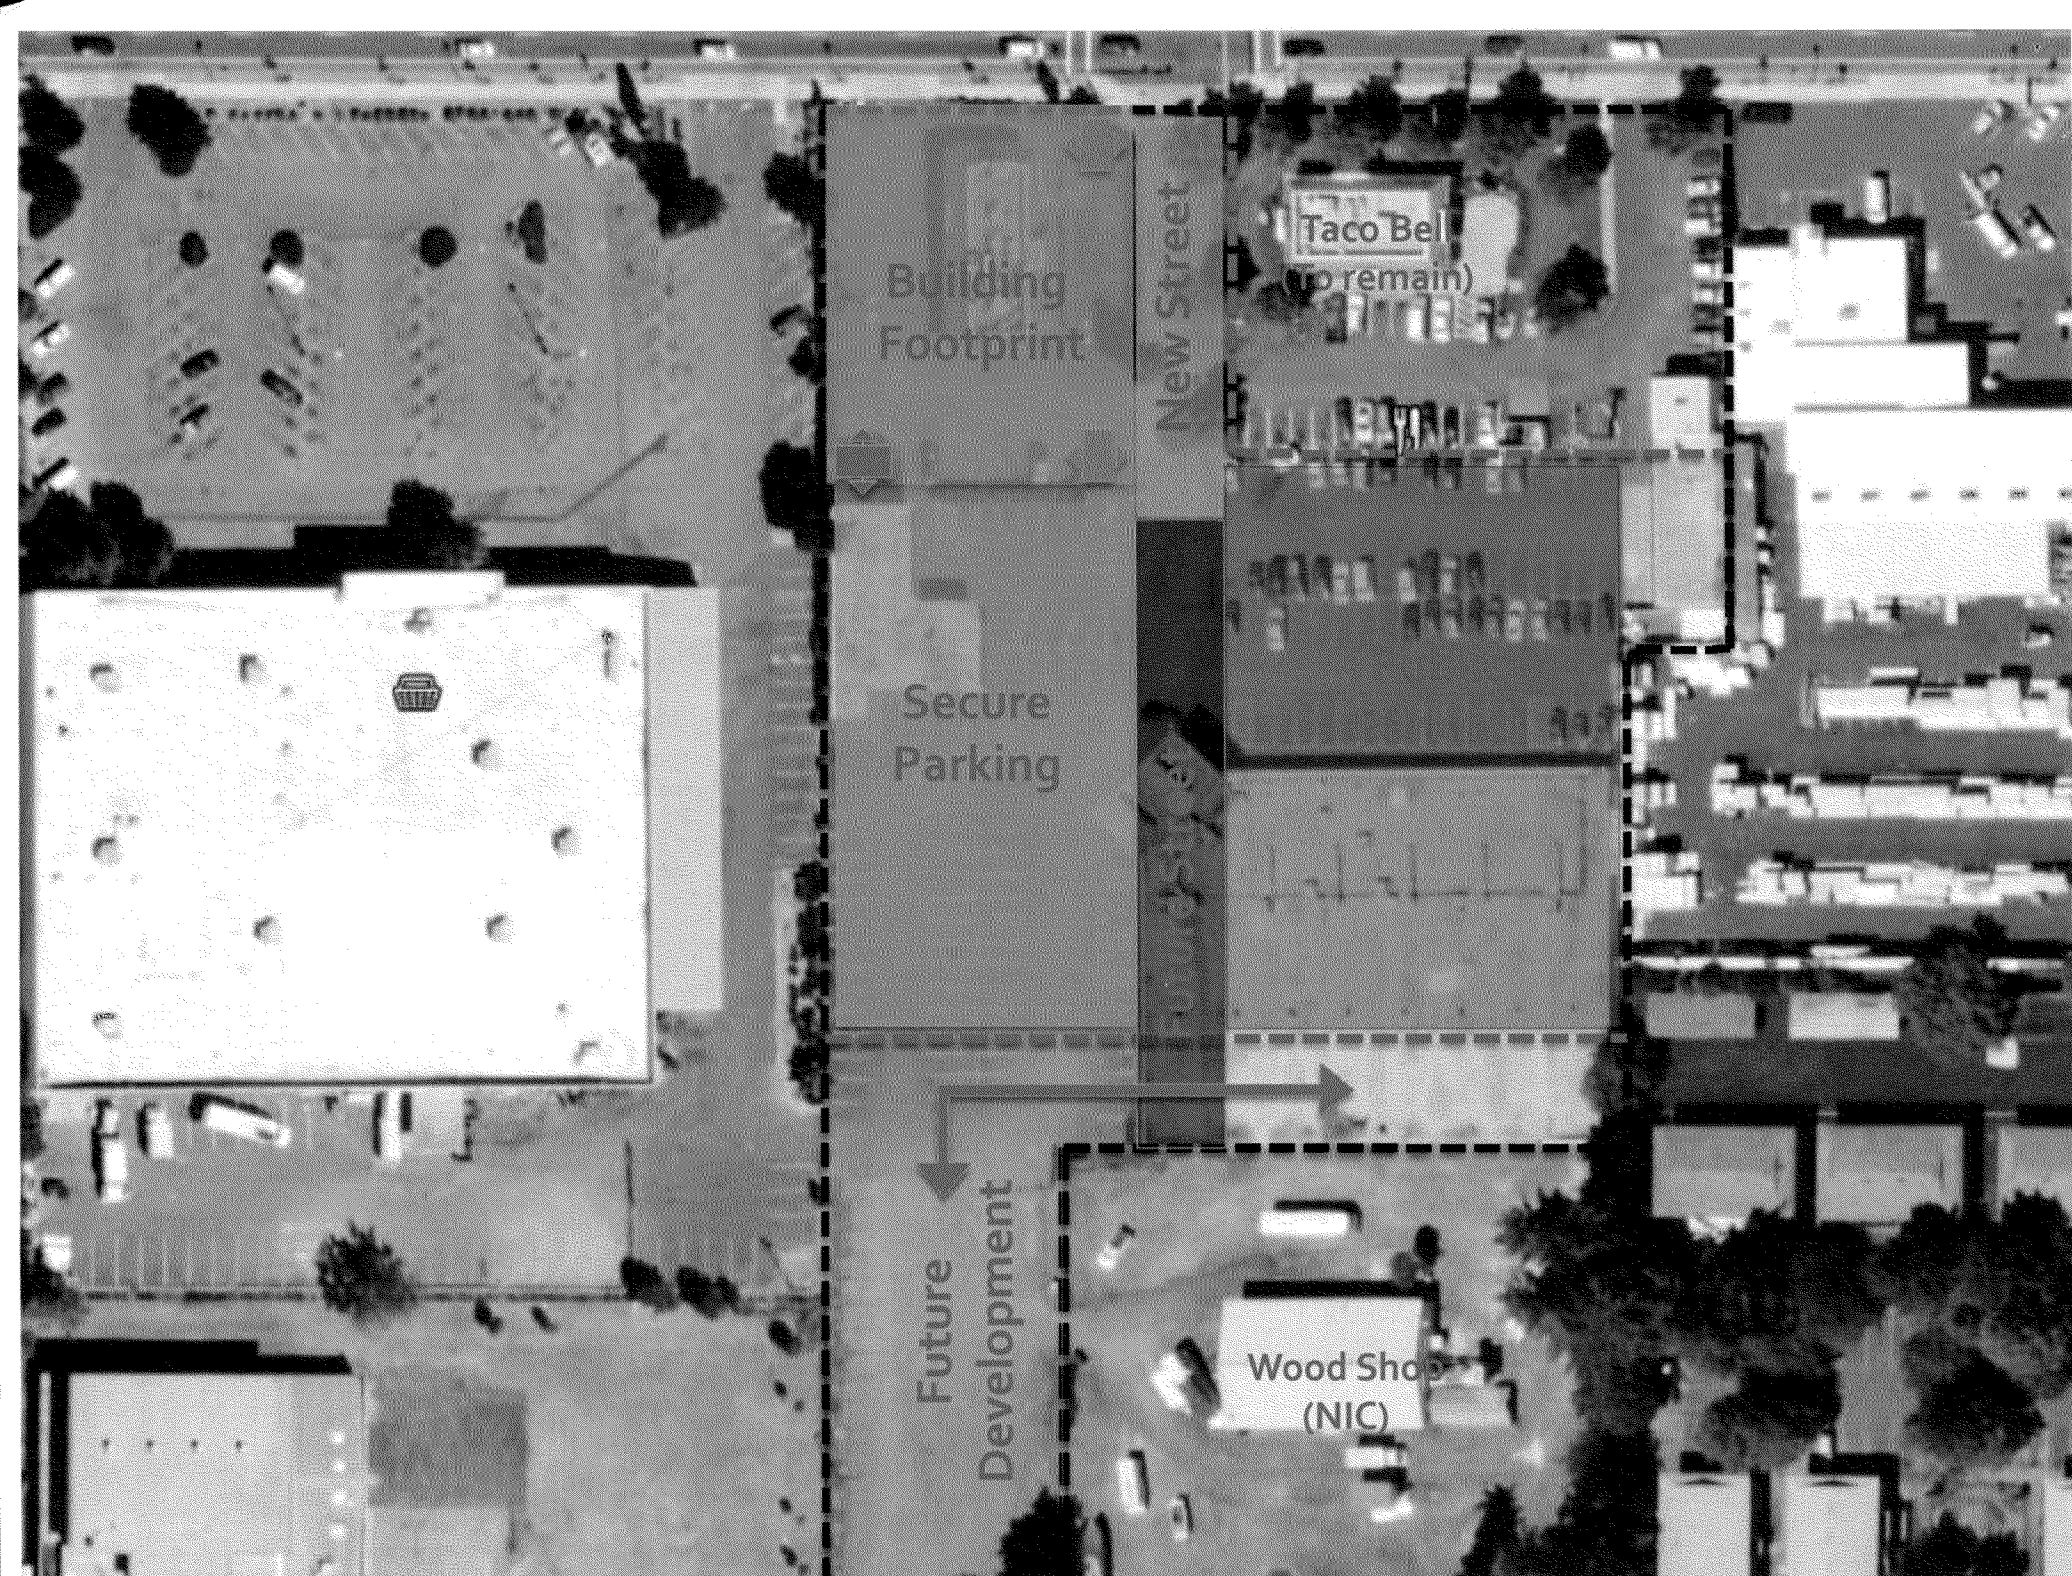 Building
Footprint
New Street
Taco Bell
(To remain)
Secure
Parking
Future
Development
Wood Shop
(NIC)